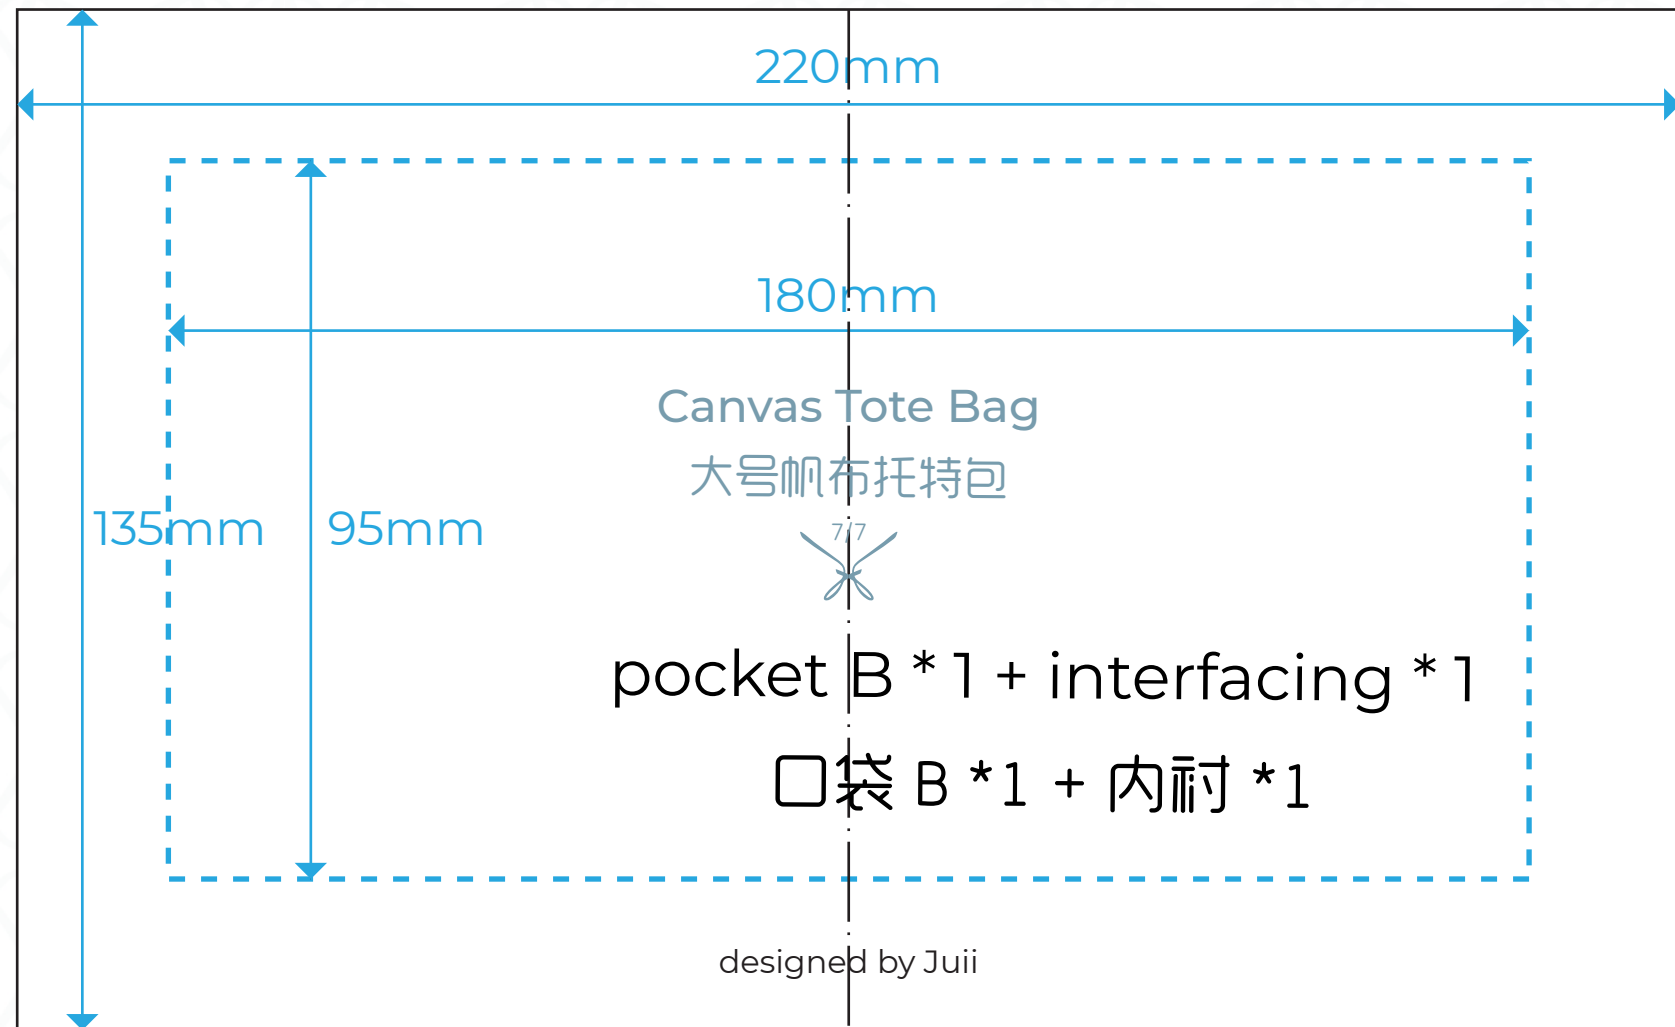 220mm
180mm
Canvas Tote Bag
大号帆布托特包
135mm
95mm
7/7
pocket B * 1 + interfacing * 1
口袋 B *1 + 内衬 *1
designed by Juii